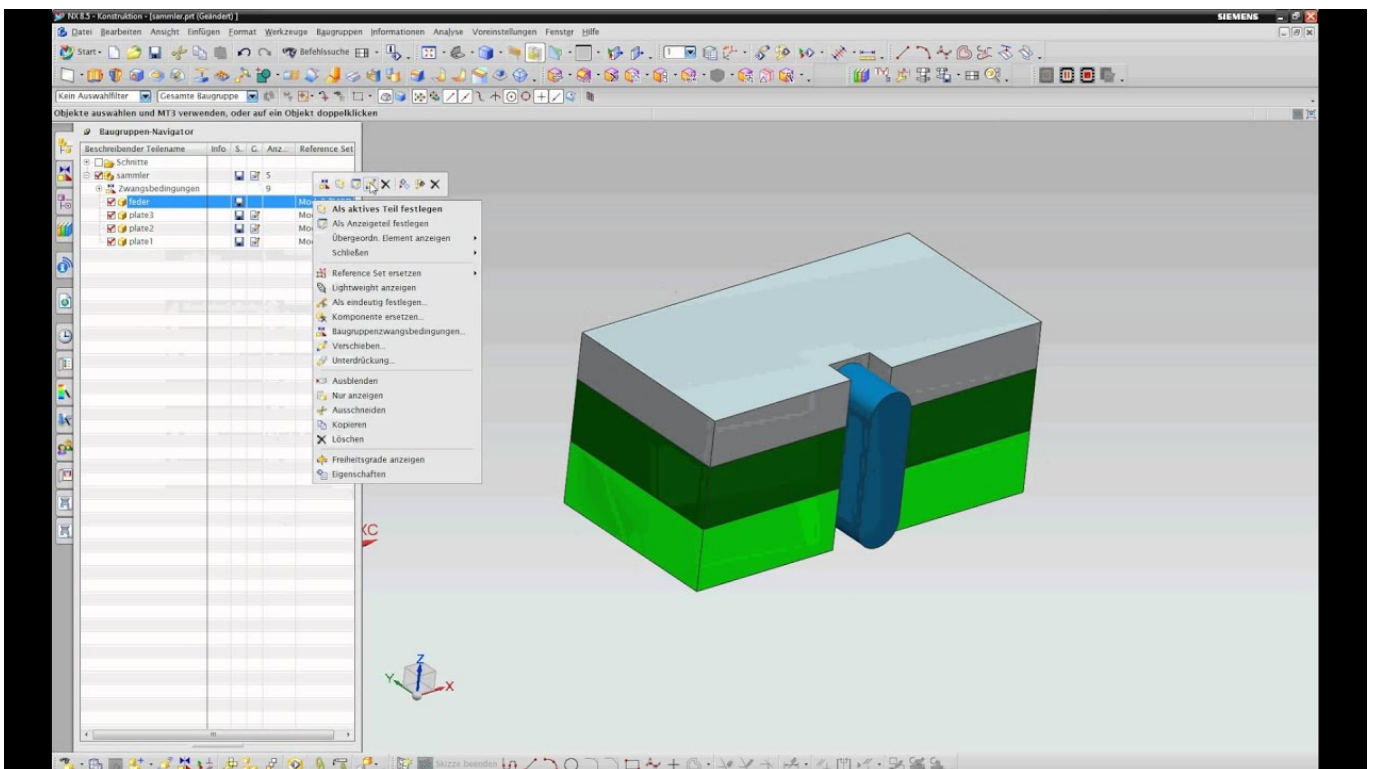 NX 8.5 - Konstruktion - [sammler.prt (Geändert) ]
SIEMENS
Datei Bearbeiten Ansicht Einfügen Format Werkzeuge Baugruppen Informationen Analyse Voreinstellungen Fenster Hilfe
Start
Befehlssuche
1
Kein Auswahlfilter
Gesamte Baugruppe
Objekte auswählen und MT3 verwenden, oder auf ein Objekt doppelklicken
Baugruppen-Navigator
Beschreibender Teilename Info S.. G. Anz... Reference Set
Schnitte
sammler 5
Zwangsbedingungen 9
feder
plate3
plate2
plate1
Als aktives Teil festlegen
Als Anzeigeteil festlegen
Übergeordn. Element anzeigen
Schließen
Reference Set ersetzen
Lightweight anzeigen
Als eindeutig festlegen...
Komponente ersetzen...
Baugruppenzwangsbedingungen...
Verschieben...
Unterdrückung...
Ausblenden
Nur anzeigen
Ausschneiden
Kopieren
Löschen
Freiheitsgrade anzeigen
Eigenschaften
XC
Z
Y
X
Skizze beenden